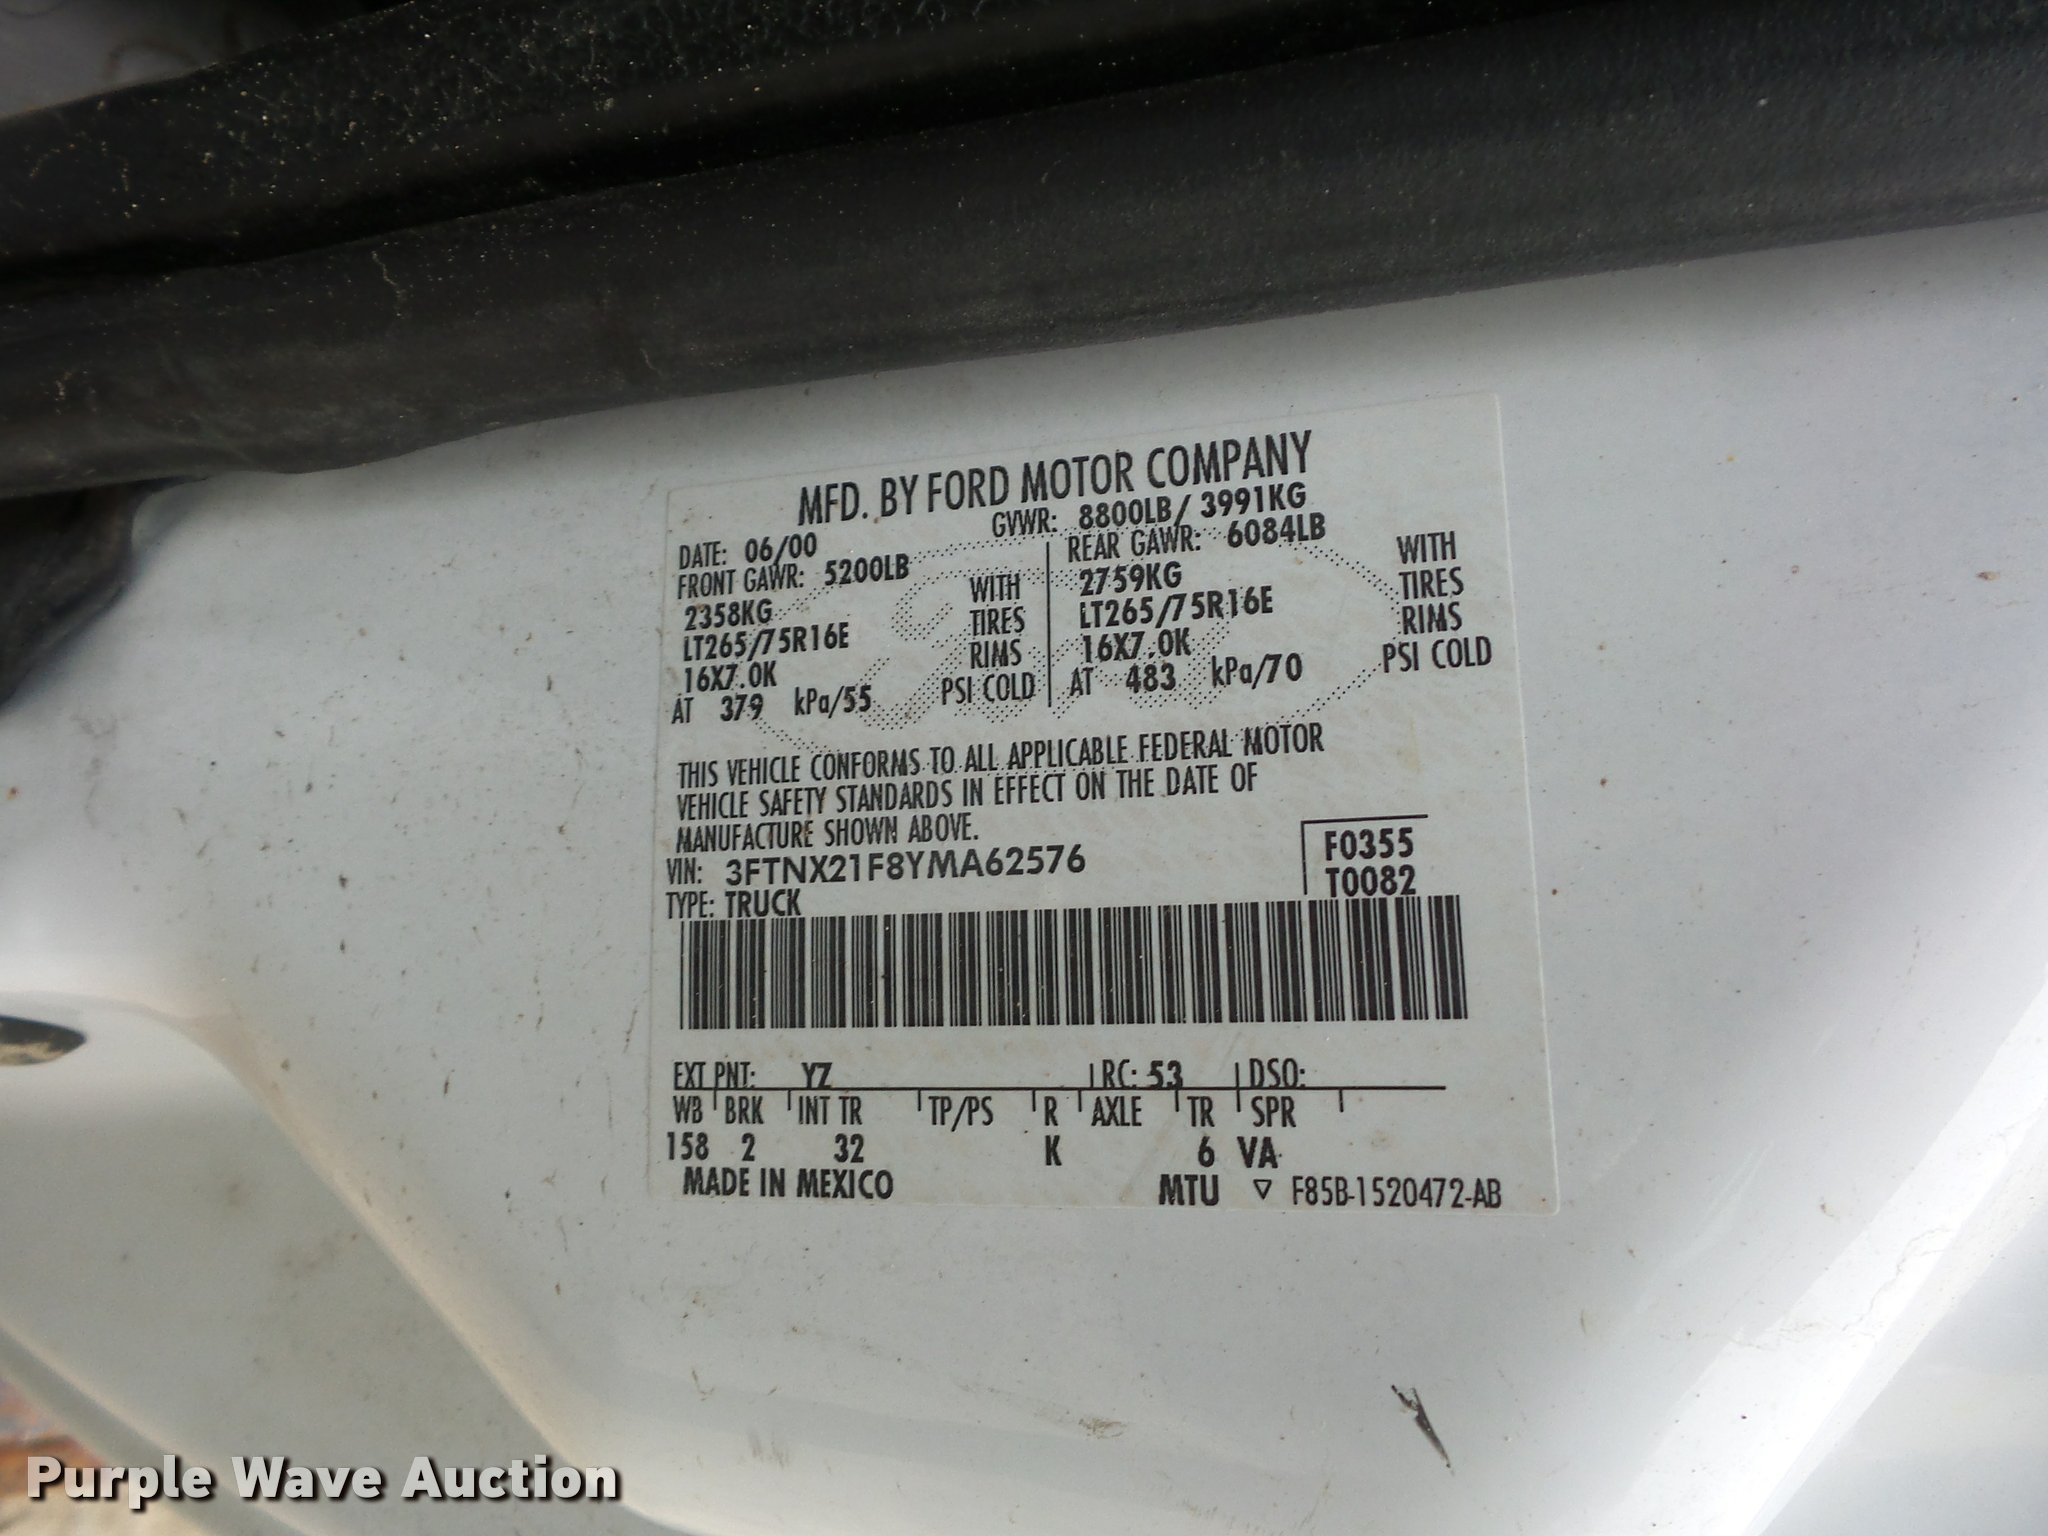 MFD. BY FORD MOTOR COMPANY
DATE: 06/00 GVWR: 8800LB/ 3991KG
FRONT GAWR: 5200LB REAR GAWR: 6084LB
2358KG WITH 2759KG WITH
LT265/75R16E TIRES LT265/75R16E TIRES
16X7.0K RIMS 16X7.0K RIMS
AT 379 kPa/55 PSI COLD AT 483 kPa/70 PSI COLD
THIS VEHICLE CONFORMS TO ALL APPLICABLE FEDERAL MOTOR
VEHICLE SAFETY STANDARDS IN EFFECT ON THE DATE OF
MANUFACTURE SHOWN ABOVE.
VIN: 3FTNX21F8YMA62576 F0355
TYPE: TRUCK T0082
EXT PNT: YZ RC: 53 DSO:
WB BRK INT TR TP/PS R AXLE TR SPR
158 2 32 K 6 VA
MADE IN MEXICO MTU ▽ F85B-1520472-AB
Purple Wave Auction